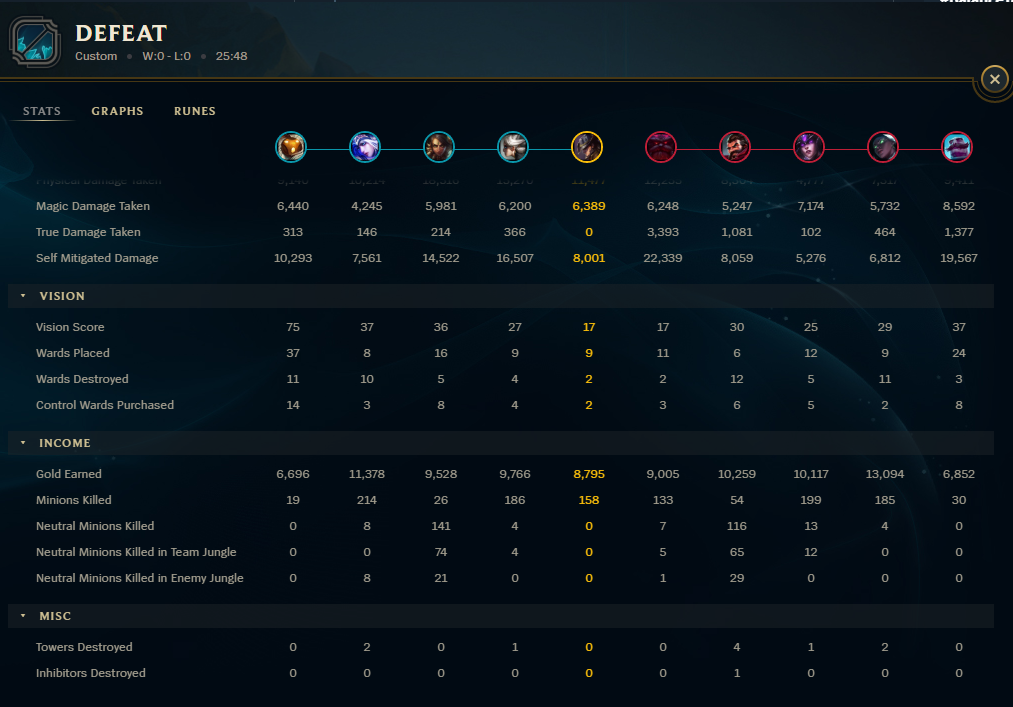 DEFEAT
Custom • W:0 - L:0 • 25:48
STATS GRAPHS RUNES
Physical Damage Taken
Magic Damage Taken 6,440 4,245 5,981 6,200 6,389 6,248 5,247 7,174 5,732 8,592
True Damage Taken 313 146 214 366 0 3,393 1,081 102 464 1,377
Self Mitigated Damage 10,293 7,561 14,522 16,507 8,001 22,339 8,059 5,276 6,812 19,567
VISION
Vision Score 75 37 36 27 17 17 30 25 29 37
Wards Placed 37 8 16 9 9 11 6 12 9 24
Wards Destroyed 11 10 5 4 2 2 12 5 11 3
Control Wards Purchased 14 3 8 4 2 3 6 5 2 8
INCOME
Gold Earned 6,696 11,378 9,528 9,766 8,795 9,005 10,259 10,117 13,094 6,852
Minions Killed 19 214 26 186 158 133 54 199 185 30
Neutral Minions Killed 0 8 141 4 0 7 116 13 4 0
Neutral Minions Killed in Team Jungle 0 0 74 4 0 5 65 12 0 0
Neutral Minions Killed in Enemy Jungle 0 8 21 0 0 1 29 0 0 0
MISC
Towers Destroyed 0 2 0 1 0 0 4 1 2 0
Inhibitors Destroyed 0 0 0 0 0 0 1 0 0 0